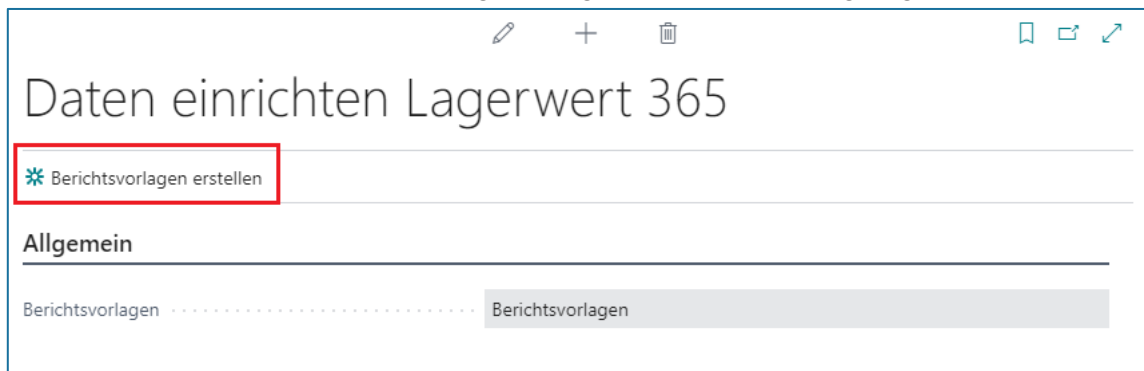 Daten einrichten Lagerwert 365
Berichtsvorlagen erstellen
Allgemein
Berichtsvorlagen Berichtsvorlagen